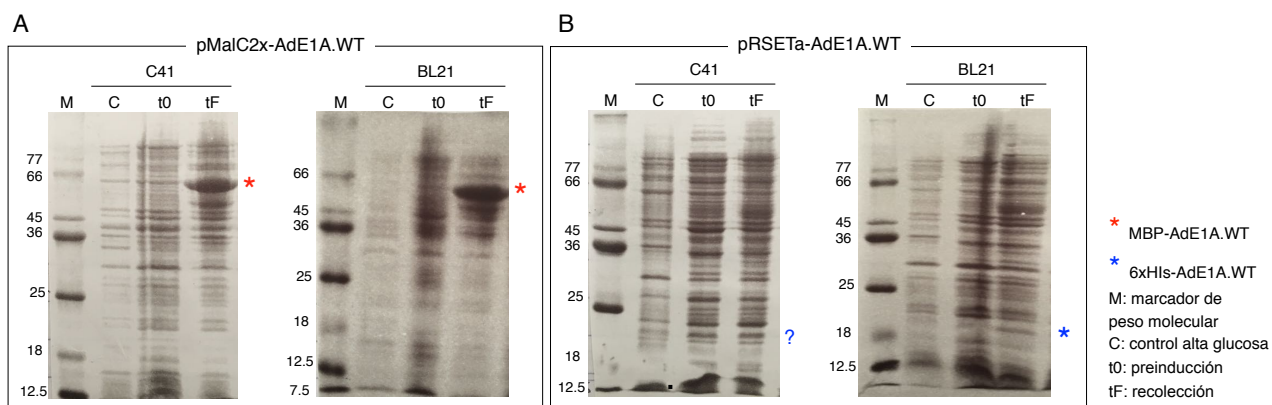 A
pMalC2x-AdE1A.WT
C41
M C t0 tF
77
66
45
36
25
18
12.5
*
BL21
M C t0 tF
66
45
36
25
18
12.5
7.5
*
B
pRSETa-AdE1A.WT
C41
M C t0 tF
77
66
45
36
25
18
12.5
?
BL21
M C t0 tF
77
66
45
36
25
18
12.5
*
* MBP-AdE1A.WT
* 6xHIs-AdE1A.WT
M: marcador de
peso molecular
C: control alta glucosa
t0: preinducción
tF: recolección